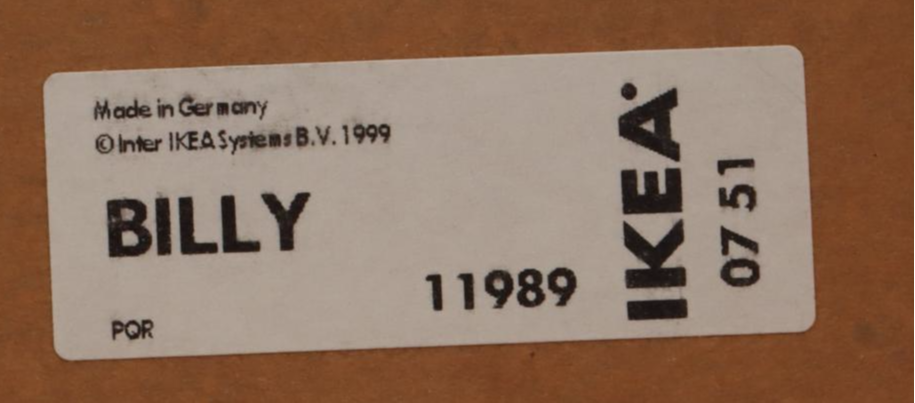 Made in Germany
© Inter IKEA Systems B.V. 1999
BILLY
11989
PQR
IKEA
07 51